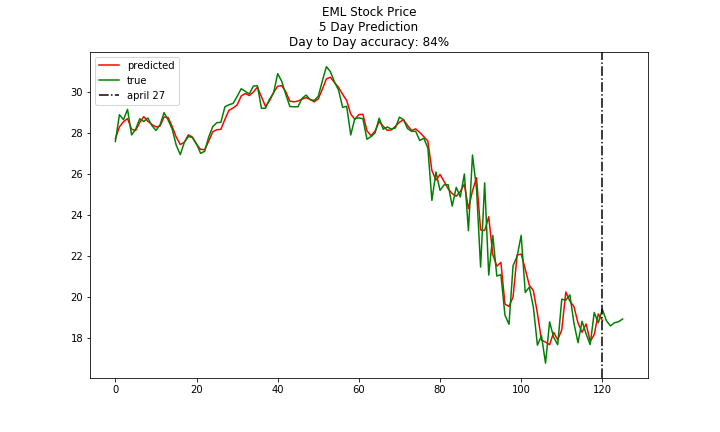 EML Stock Price
5 Day Prediction
Day to Day accuracy: 84%
predicted
true
april 27
30
28
26
24
22
20
18
0 20 40 60 80 100 120